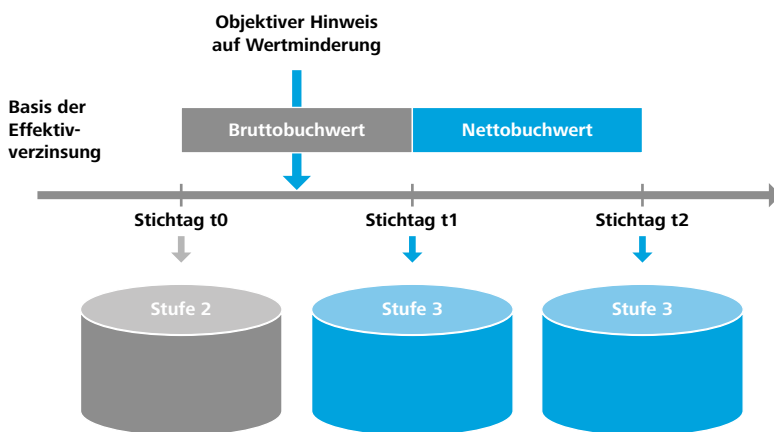 Objektiver Hinweis
auf Wertminderung
Basis der
Effektiv-
verzinsung
Bruttobuchwert
Nettobuchwert
Stichtag t0
Stichtag t1
Stichtag t2
Stufe 2
Stufe 3
Stufe 3